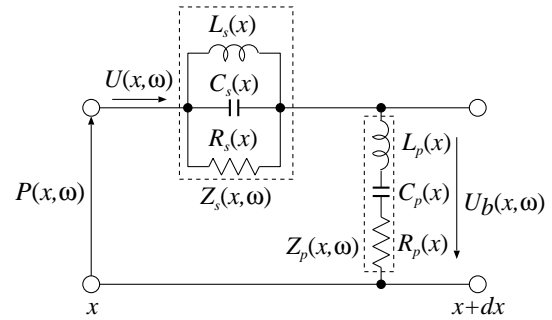 L_s(x)
U(x,ω)
C_s(x)
R_s(x)
Z_s(x,ω)
P(x,ω)
L_p(x)
C_p(x)
U_b(x,ω)
Z_p(x,ω)
R_p(x)
x
x+dx